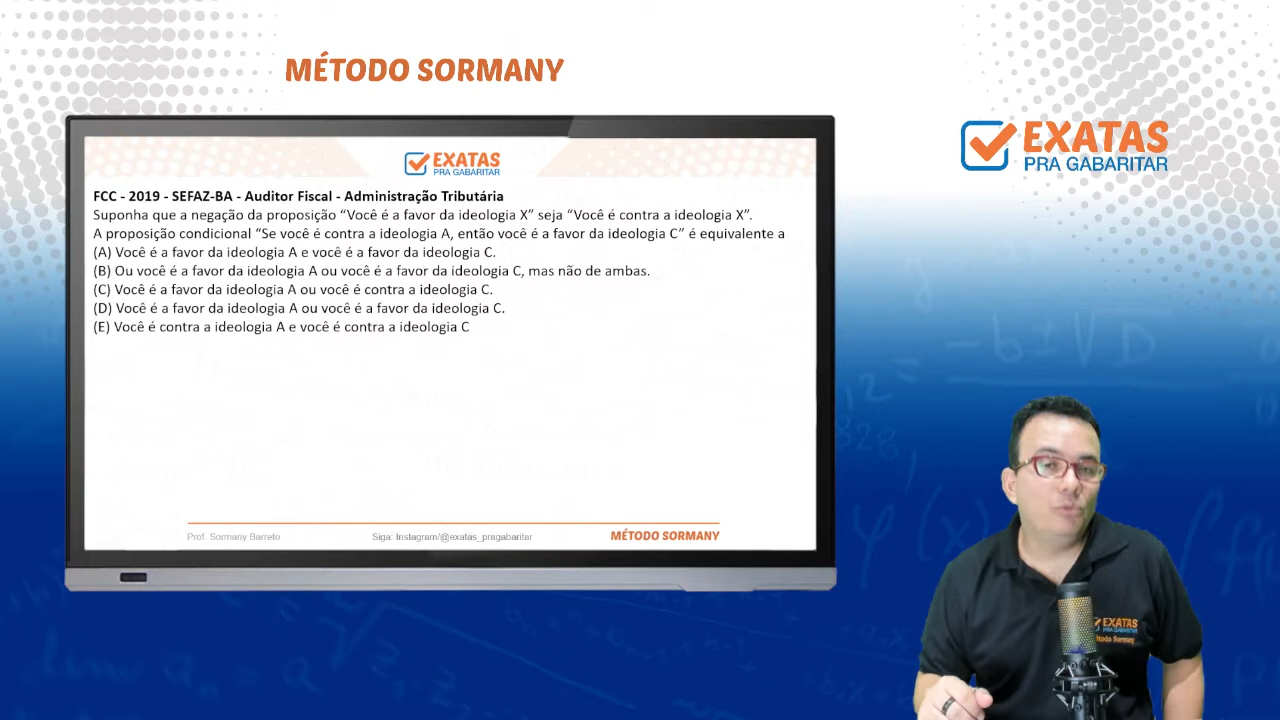 MÉTODO SORMANY
EXATAS
PRA GABARITAR
EXATAS
PRA GABARITAR
FCC - 2019 - SEFAZ-BA - Auditor Fiscal - Administração Tributária
Suponha que a negação da proposição “Você é a favor da ideologia X” seja “Você é contra a ideologia X”.
A proposição condicional “Se você é contra a ideologia A, então você é a favor da ideologia C” é equivalente a
(A) Você é a favor da ideologia A e você é a favor da ideologia C.
(B) Ou você é a favor da ideologia A ou você é a favor da ideologia C, mas não de ambas.
(C) Você é a favor da ideologia A ou você é contra a ideologia C.
(D) Você é a favor da ideologia A ou você é a favor da ideologia C.
(E) Você é contra a ideologia A e você é contra a ideologia C
Prof. Sormany Barreto
Siga: Instagram/@exatas_pragabaritar
MÉTODO SORMANY
EXATAS
PRA GABARITAR